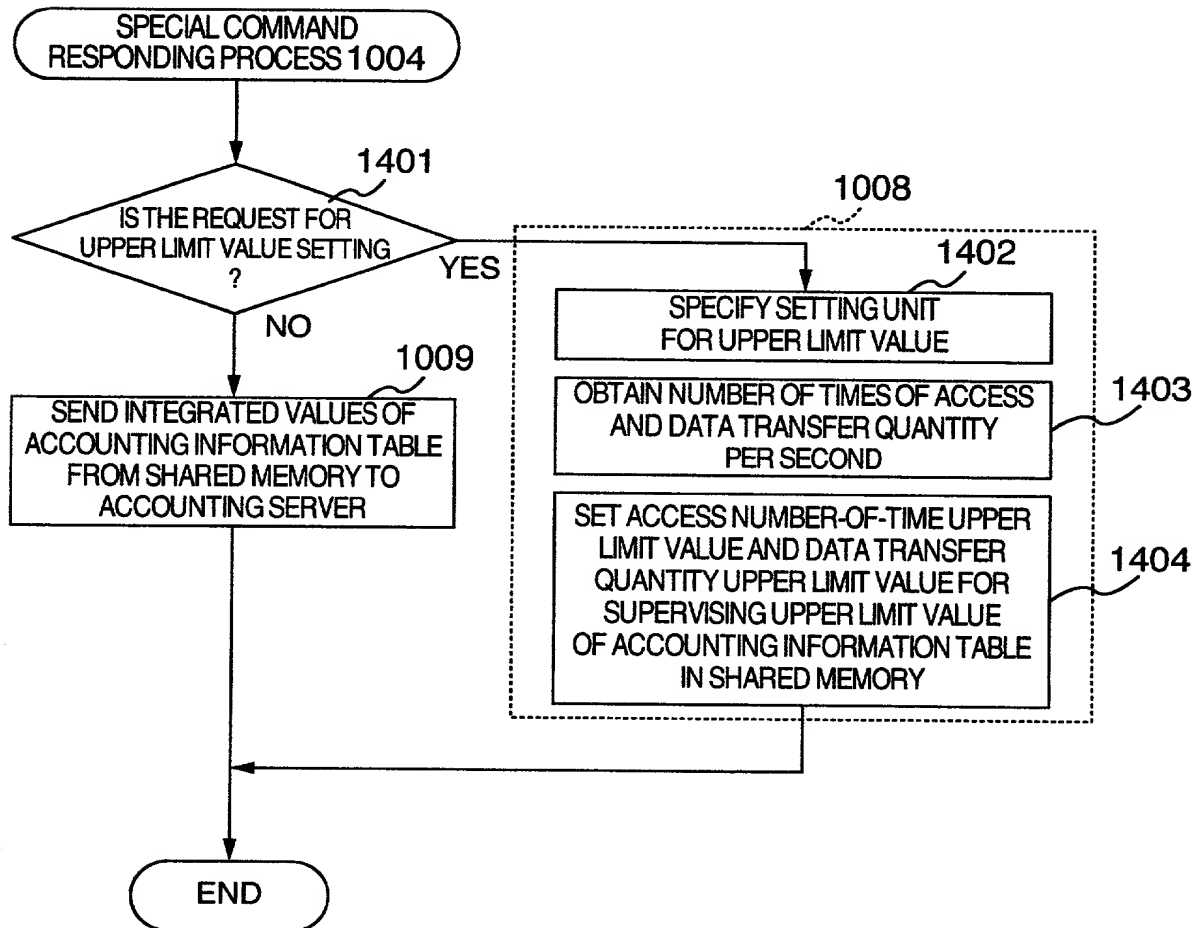 SPECIAL COMMAND
RESPONDING PROCESS 1004
1401
IS THE REQUEST FOR
UPPER LIMIT VALUE SETTING
?
YES
NO
1009
SEND INTEGRATED VALUES OF
ACCOUNTING INFORMATION TABLE
FROM SHARED MEMORY TO
ACCOUNTING SERVER
1008
1402
SPECIFY SETTING UNIT
FOR UPPER LIMIT VALUE
OBTAIN NUMBER OF TIMES OF ACCESS
AND DATA TRANSFER QUANTITY
PER SECOND
1403
SET ACCESS NUMBER-OF-TIME UPPER
LIMIT VALUE AND DATA TRANSFER
QUANTITY UPPER LIMIT VALUE FOR
SUPERVISING UPPER LIMIT VALUE
OF ACCOUNTING INFORMATION TABLE
IN SHARED MEMORY
1404
END